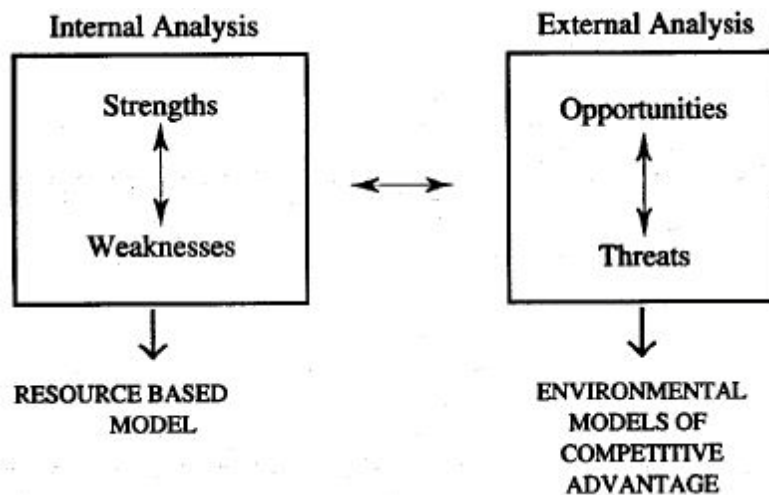 Internal Analysis
Strengths
Weaknesses
RESOURCE BASED
MODEL
External Analysis
Opportunities
Threats
ENVIRONMENTAL
MODELS OF
COMPETITIVE
ADVANTAGE